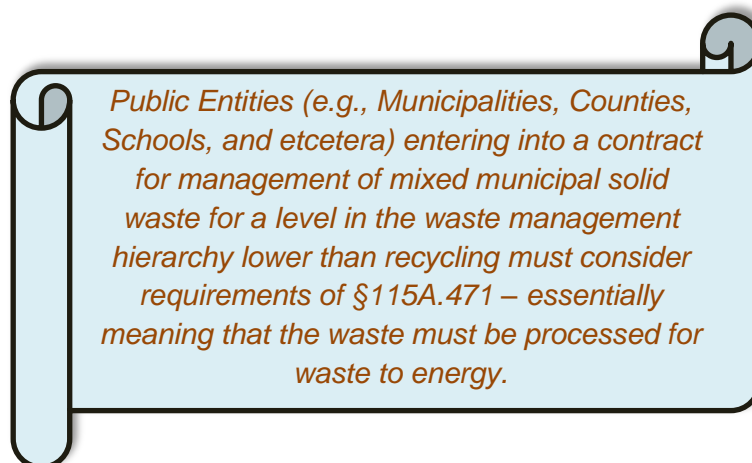 Public Entities (e.g., Municipalities, Counties,
Schools, and etcetera) entering into a contract
for management of mixed municipal solid
waste for a level in the waste management
hierarchy lower than recycling must consider
requirements of §115A.471 – essentially
meaning that the waste must be processed for
waste to energy.